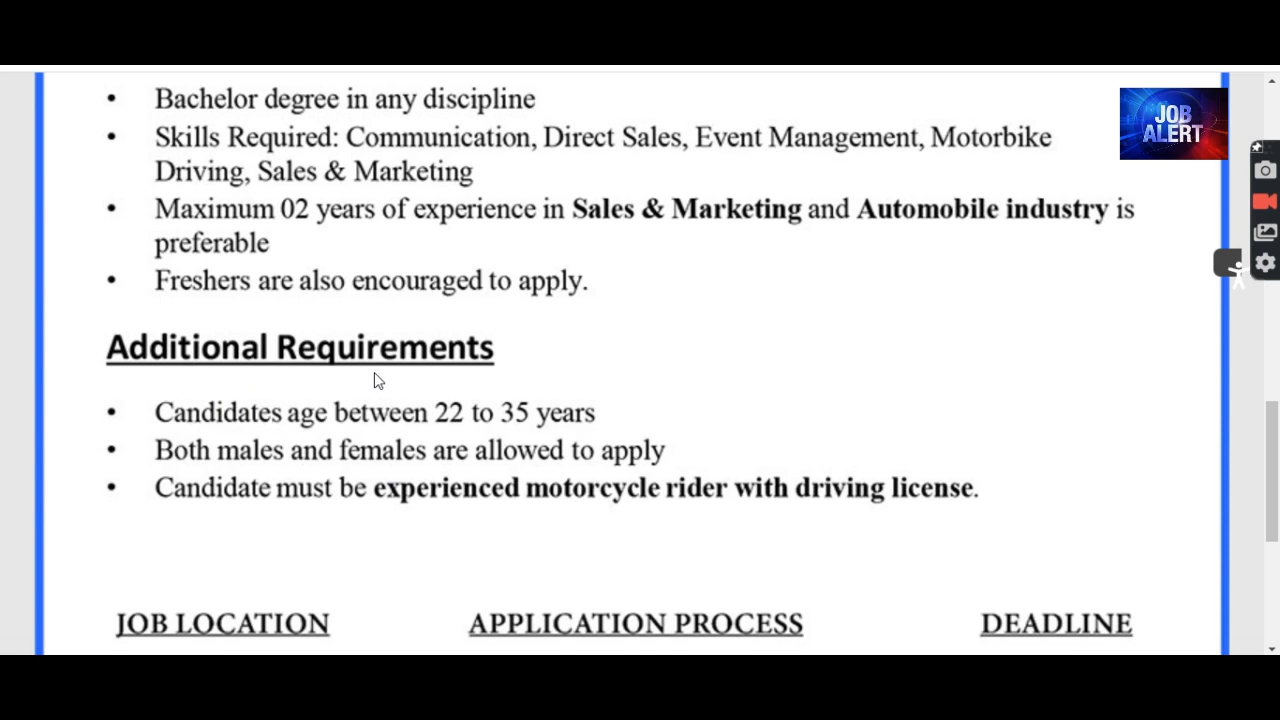 • Bachelor degree in any discipline
• Skills Required: Communication, Direct Sales, Event Management, Motorbike
Driving, Sales & Marketing
• Maximum 02 years of experience in Sales & Marketing and Automobile industry is
preferable
• Freshers are also encouraged to apply.
JOB
ALERT
Additional Requirements
• Candidates age between 22 to 35 years
• Both males and females are allowed to apply
• Candidate must be experienced motorcycle rider with driving license.
JOB LOCATION APPLICATION PROCESS DEADLINE